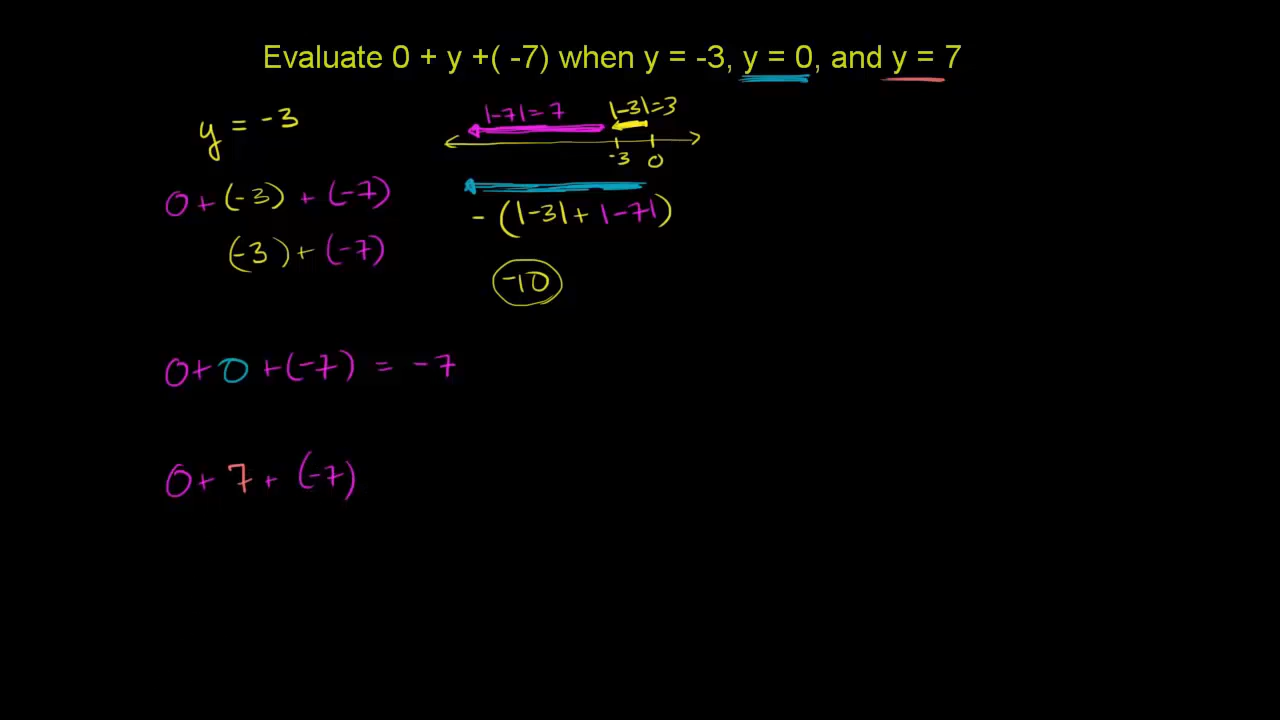 Evaluate 0 + y +( -7) when y = -3, y = 0, and y = 7
y = -3
|-7|=7
|-3|=3
-3 0
0 + (-3) + (-7)
-(|-3| + |-7|)
(-3) + (-7)
-10
0+0 +(-7) = -7
0+ 7 + (-7)